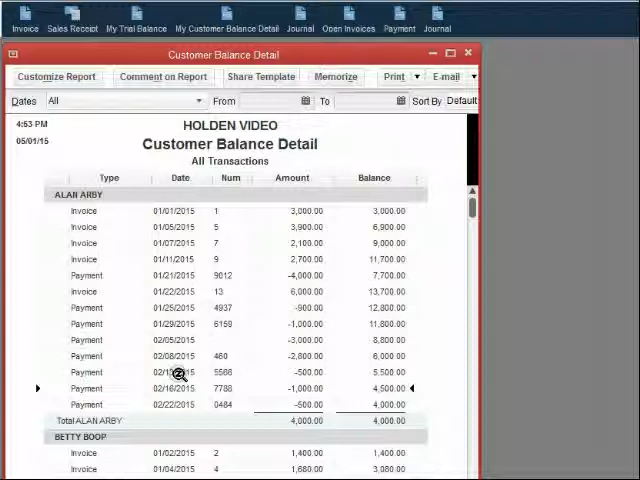 Invoice Sales Receipt My Trial Balance My Customer Balance Detail Journal Open Invoices Payment Journal
Customer Balance Detail
Customize Report Comment on Report Share Template Memorize Print E-mail
Dates All From To Sort By Default
4:53 PM
05/01/15
HOLDEN VIDEO
Customer Balance Detail
All Transactions
Type Date Num Amount Balance
ALAN ARBY
Invoice 01/01/2015 1 3,000.00 3,000.00
Invoice 01/05/2015 5 3,900.00 6,900.00
Invoice 01/07/2015 7 2,100.00 9,000.00
Invoice 01/11/2015 9 2,700.00 11,700.00
Payment 01/21/2015 9012 -4,000.00 7,700.00
Invoice 01/22/2015 13 6,000.00 13,700.00
Payment 01/25/2015 4937 -900.00 12,800.00
Payment 01/29/2015 6159 -1,000.00 11,800.00
Payment 02/05/2015 -3,000.00 8,800.00
Payment 02/08/2015 460 -2,800.00 6,000.00
Payment 5566 -500.00 5,500.00
Payment 02/16/2015 7788 -1,000.00 4,500.00
Payment 02/22/2015 0484 -500.00 4,000.00
Total ALAN ARBY 4,000.00 4,000.00
BETTY BOOP
Invoice 01/02/2015 2 1,400.00 1,400.00
Invoice 01/04/2015 4 1,680.00 3,080.00